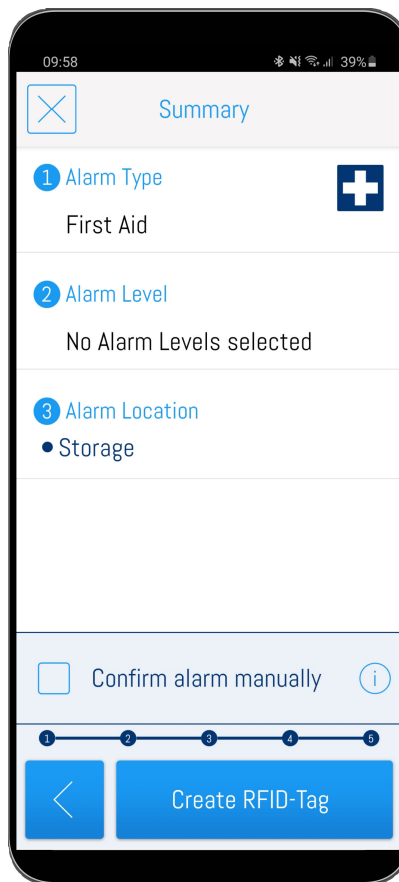 09:58 39%
Summary
1 Alarm Type
First Aid
2 Alarm Level
No Alarm Levels selected
3 Alarm Location
• Storage
Confirm alarm manually i
1 2 3 4 5
Create RFID-Tag